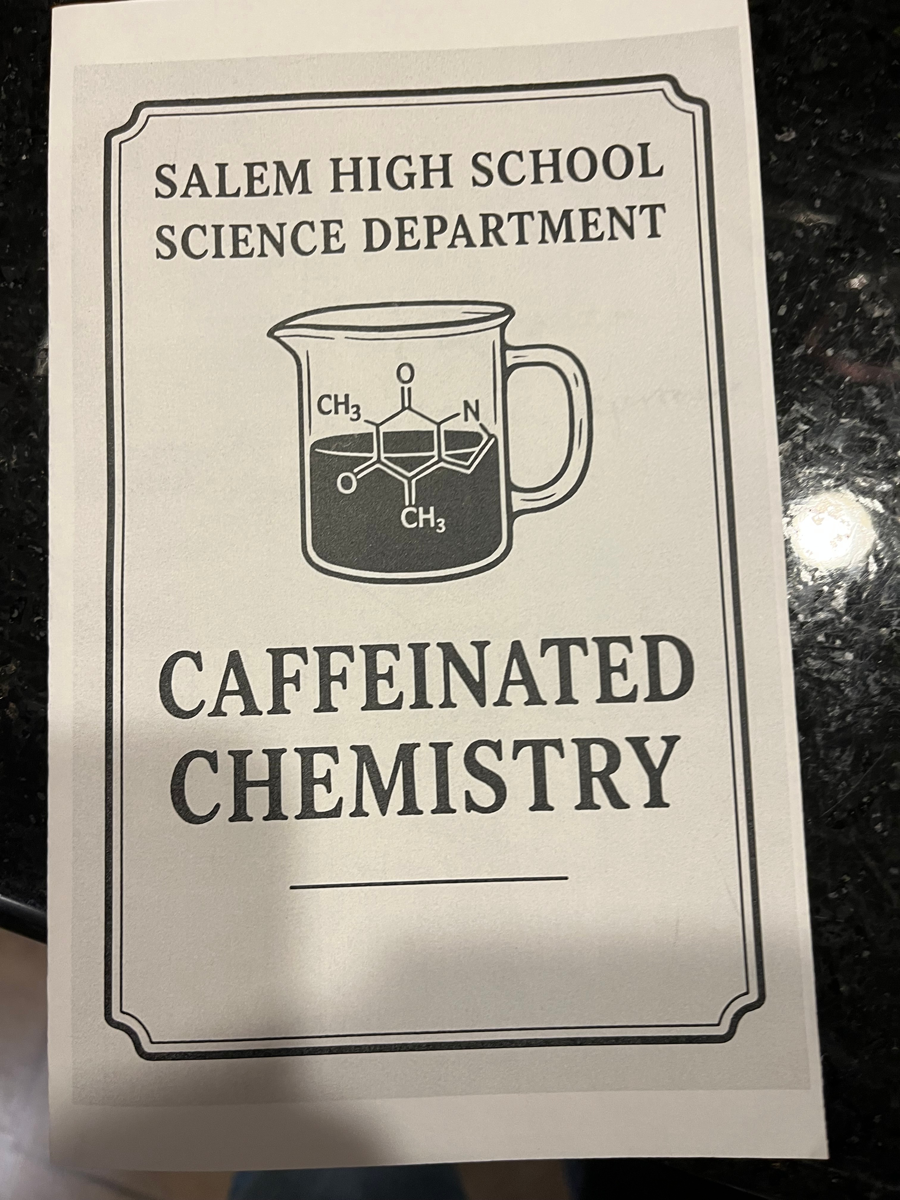 SALEM HIGH SCHOOL
SCIENCE DEPARTMENT
O
CH₃
N
O
CH₃
CAFFEINATED
CHEMISTRY